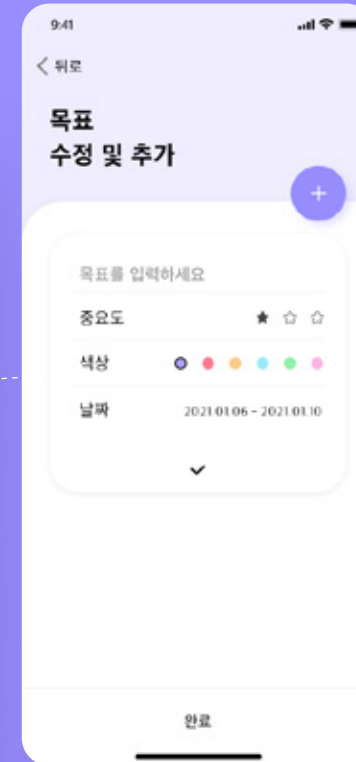 9:41
뒤로
목표
수정 및 추가
+
목표를 입력하세요
중요도
색상
날짜 2021.01.06 - 2021.01.10
완료